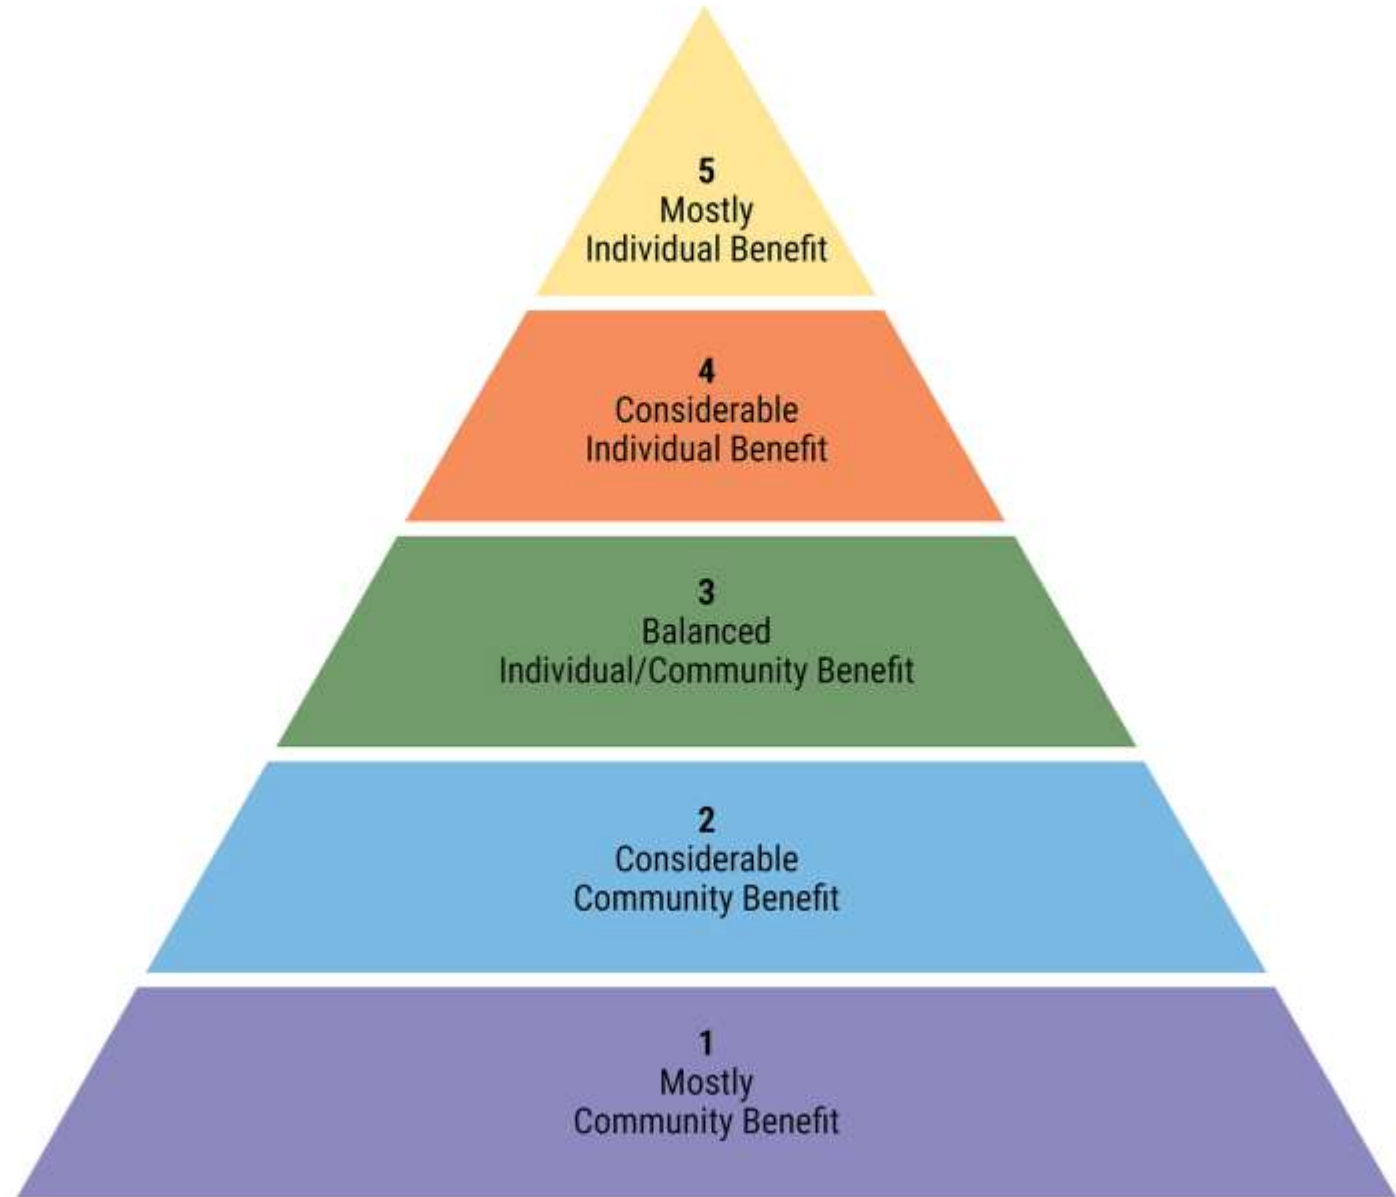 5
Mostly
Individual Benefit
4
Considerable
Individual Benefit
3
Balanced
Individual/Community Benefit
2
Considerable
Community Benefit
1
Mostly
Community Benefit